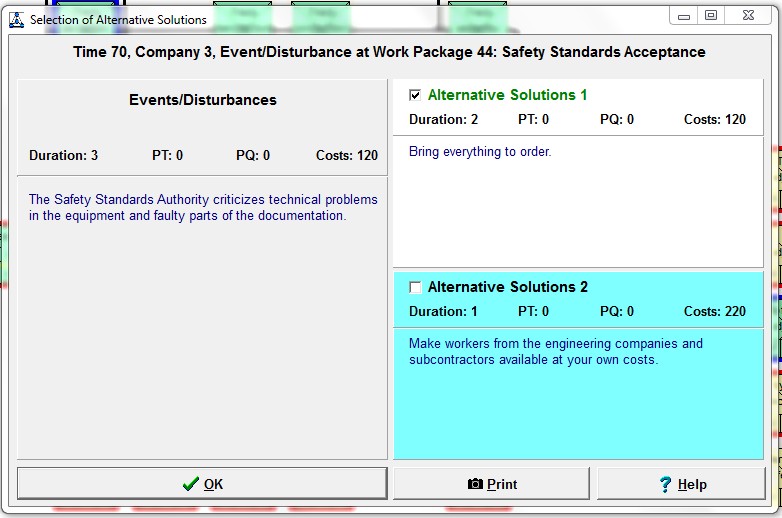 Selection of Alternative Solutions
Time 70, Company 3, Event/Disturbance at Work Package 44: Safety Standards Acceptance
Events/Disturbances
Duration: 3 PT: 0 PQ: 0 Costs: 120
The Safety Standards Authority criticizes technical problems
in the equipment and faulty parts of the documentation.
Alternative Solutions 1
Duration: 2 PT: 0 PQ: 0 Costs: 120
Bring everything to order.
Alternative Solutions 2
Duration: 1 PT: 0 PQ: 0 Costs: 220
Make workers from the engineering companies and
subcontractors available at your own costs.
OK
Print
Help